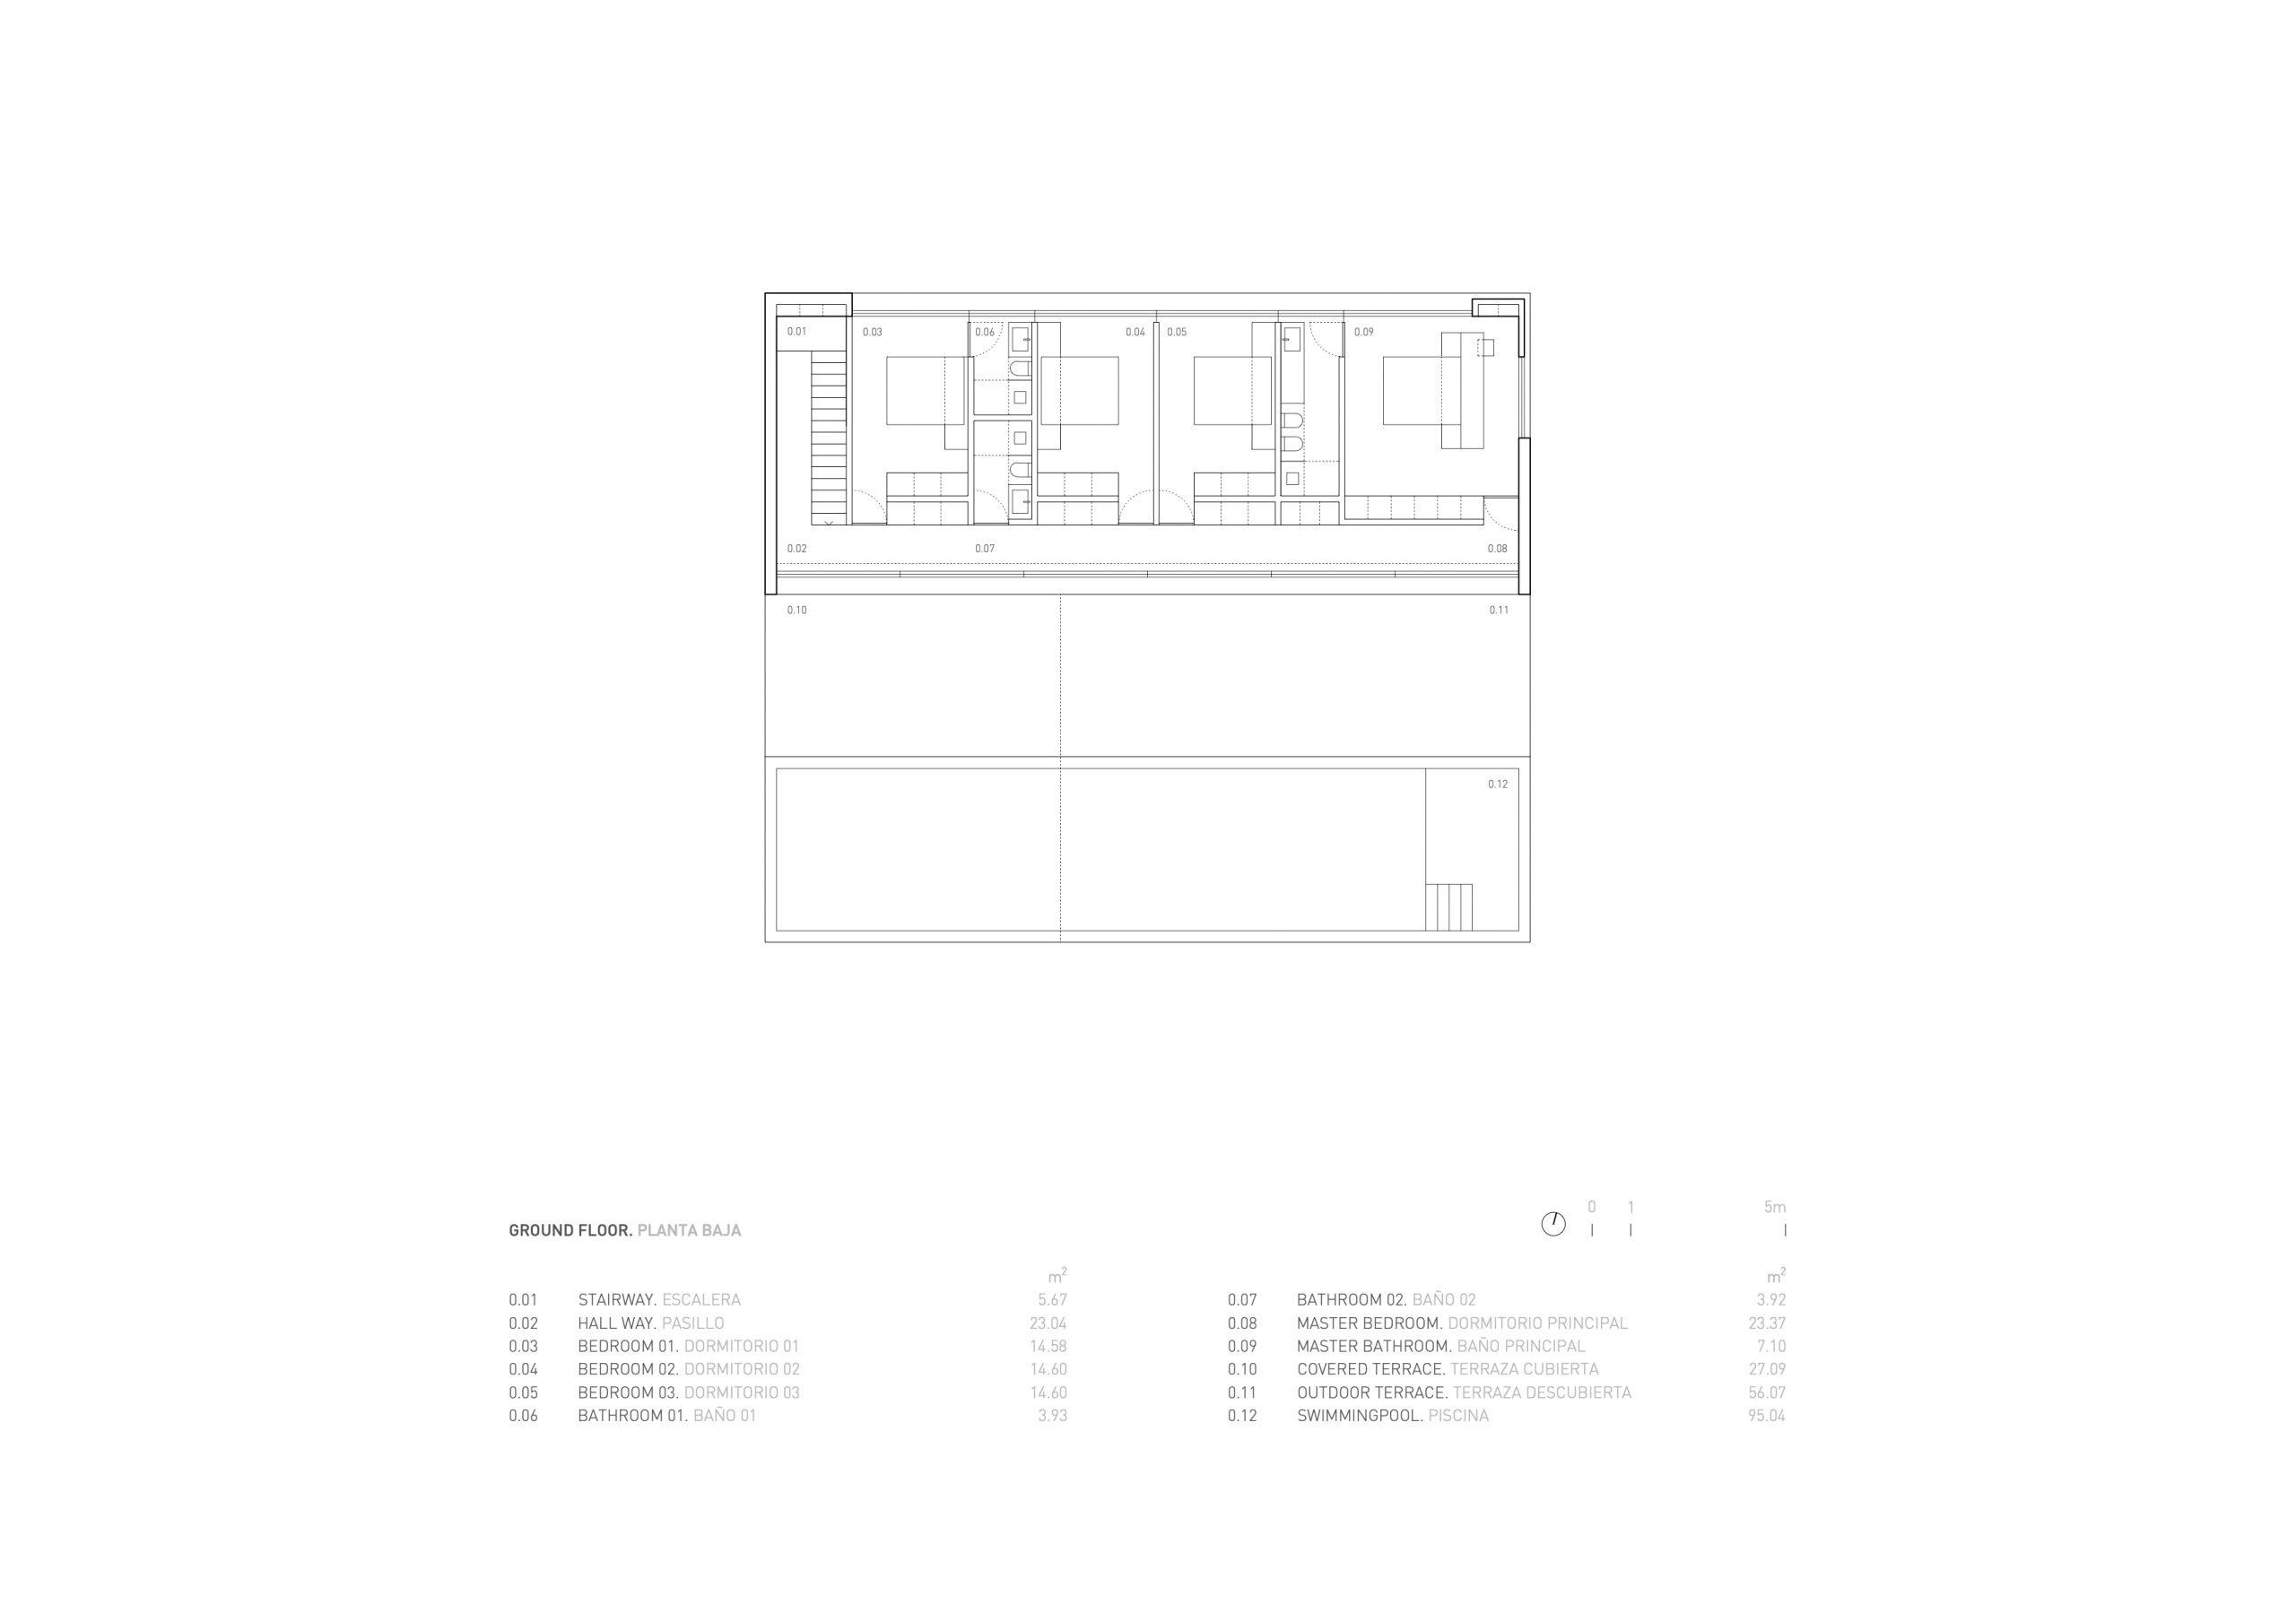 0.01 0.03 0.06 0.04 0.05 0.09
0.02 0.07 0.08
0.10 0.11
0.12
0 1 5m
GROUND FLOOR. PLANTA BAJA
m² m²
0.01 STAIRWAY. ESCALERA 5.67 0.07 BATHROOM 02. BAÑO 02 3.92
0.02 HALL WAY. PASILLO 23.04 0.08 MASTER BEDROOM. DORMITORIO PRINCIPAL 23.37
0.03 BEDROOM 01. DORMITORIO 01 14.58 0.09 MASTER BATHROOM. BAÑO PRINCIPAL 7.10
0.04 BEDROOM 02. DORMITORIO 02 14.60 0.10 COVERED TERRACE. TERRAZA CUBIERTA 27.09
0.05 BEDROOM 03. DORMITORIO 03 14.60 0.11 OUTDOOR TERRACE. TERRAZA DESCUBIERTA 56.07
0.06 BATHROOM 01. BAÑO 01 3.93 0.12 SWIMMINGPOOL. PISCINA 95.04